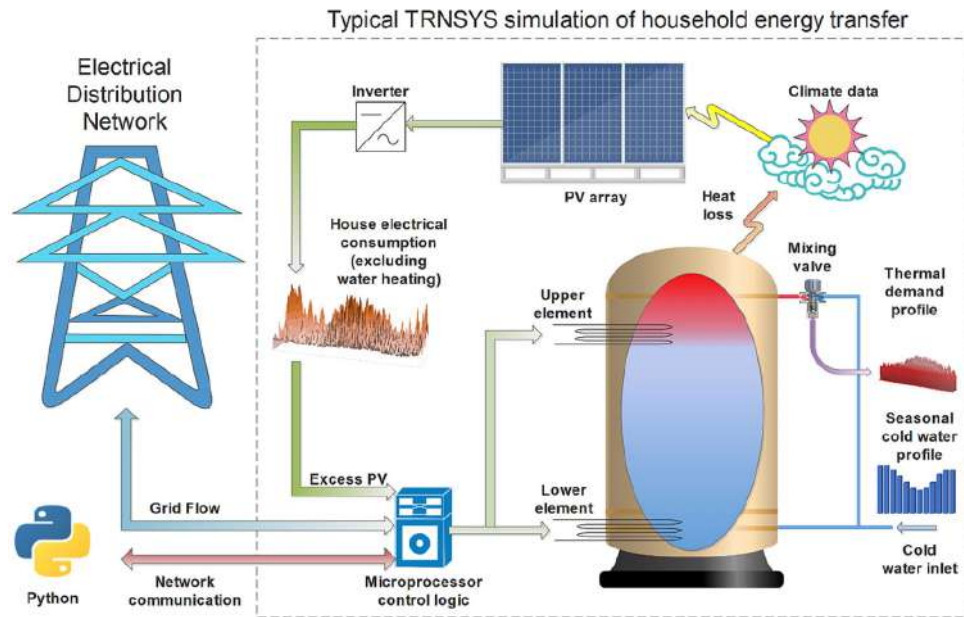 Typical TRNSYS simulation of household energy transfer
Electrical
Distribution
Network
Inverter
PV array
Climate data
House electrical
consumption
(excluding
water heating)
Heat
loss
Mixing
valve
Thermal
demand
profile
Upper
element
Seasonal
cold water
profile
Excess PV
Lower
element
Grid Flow
Cold
water inlet
Python
Network
communication
Microprocessor
control logic